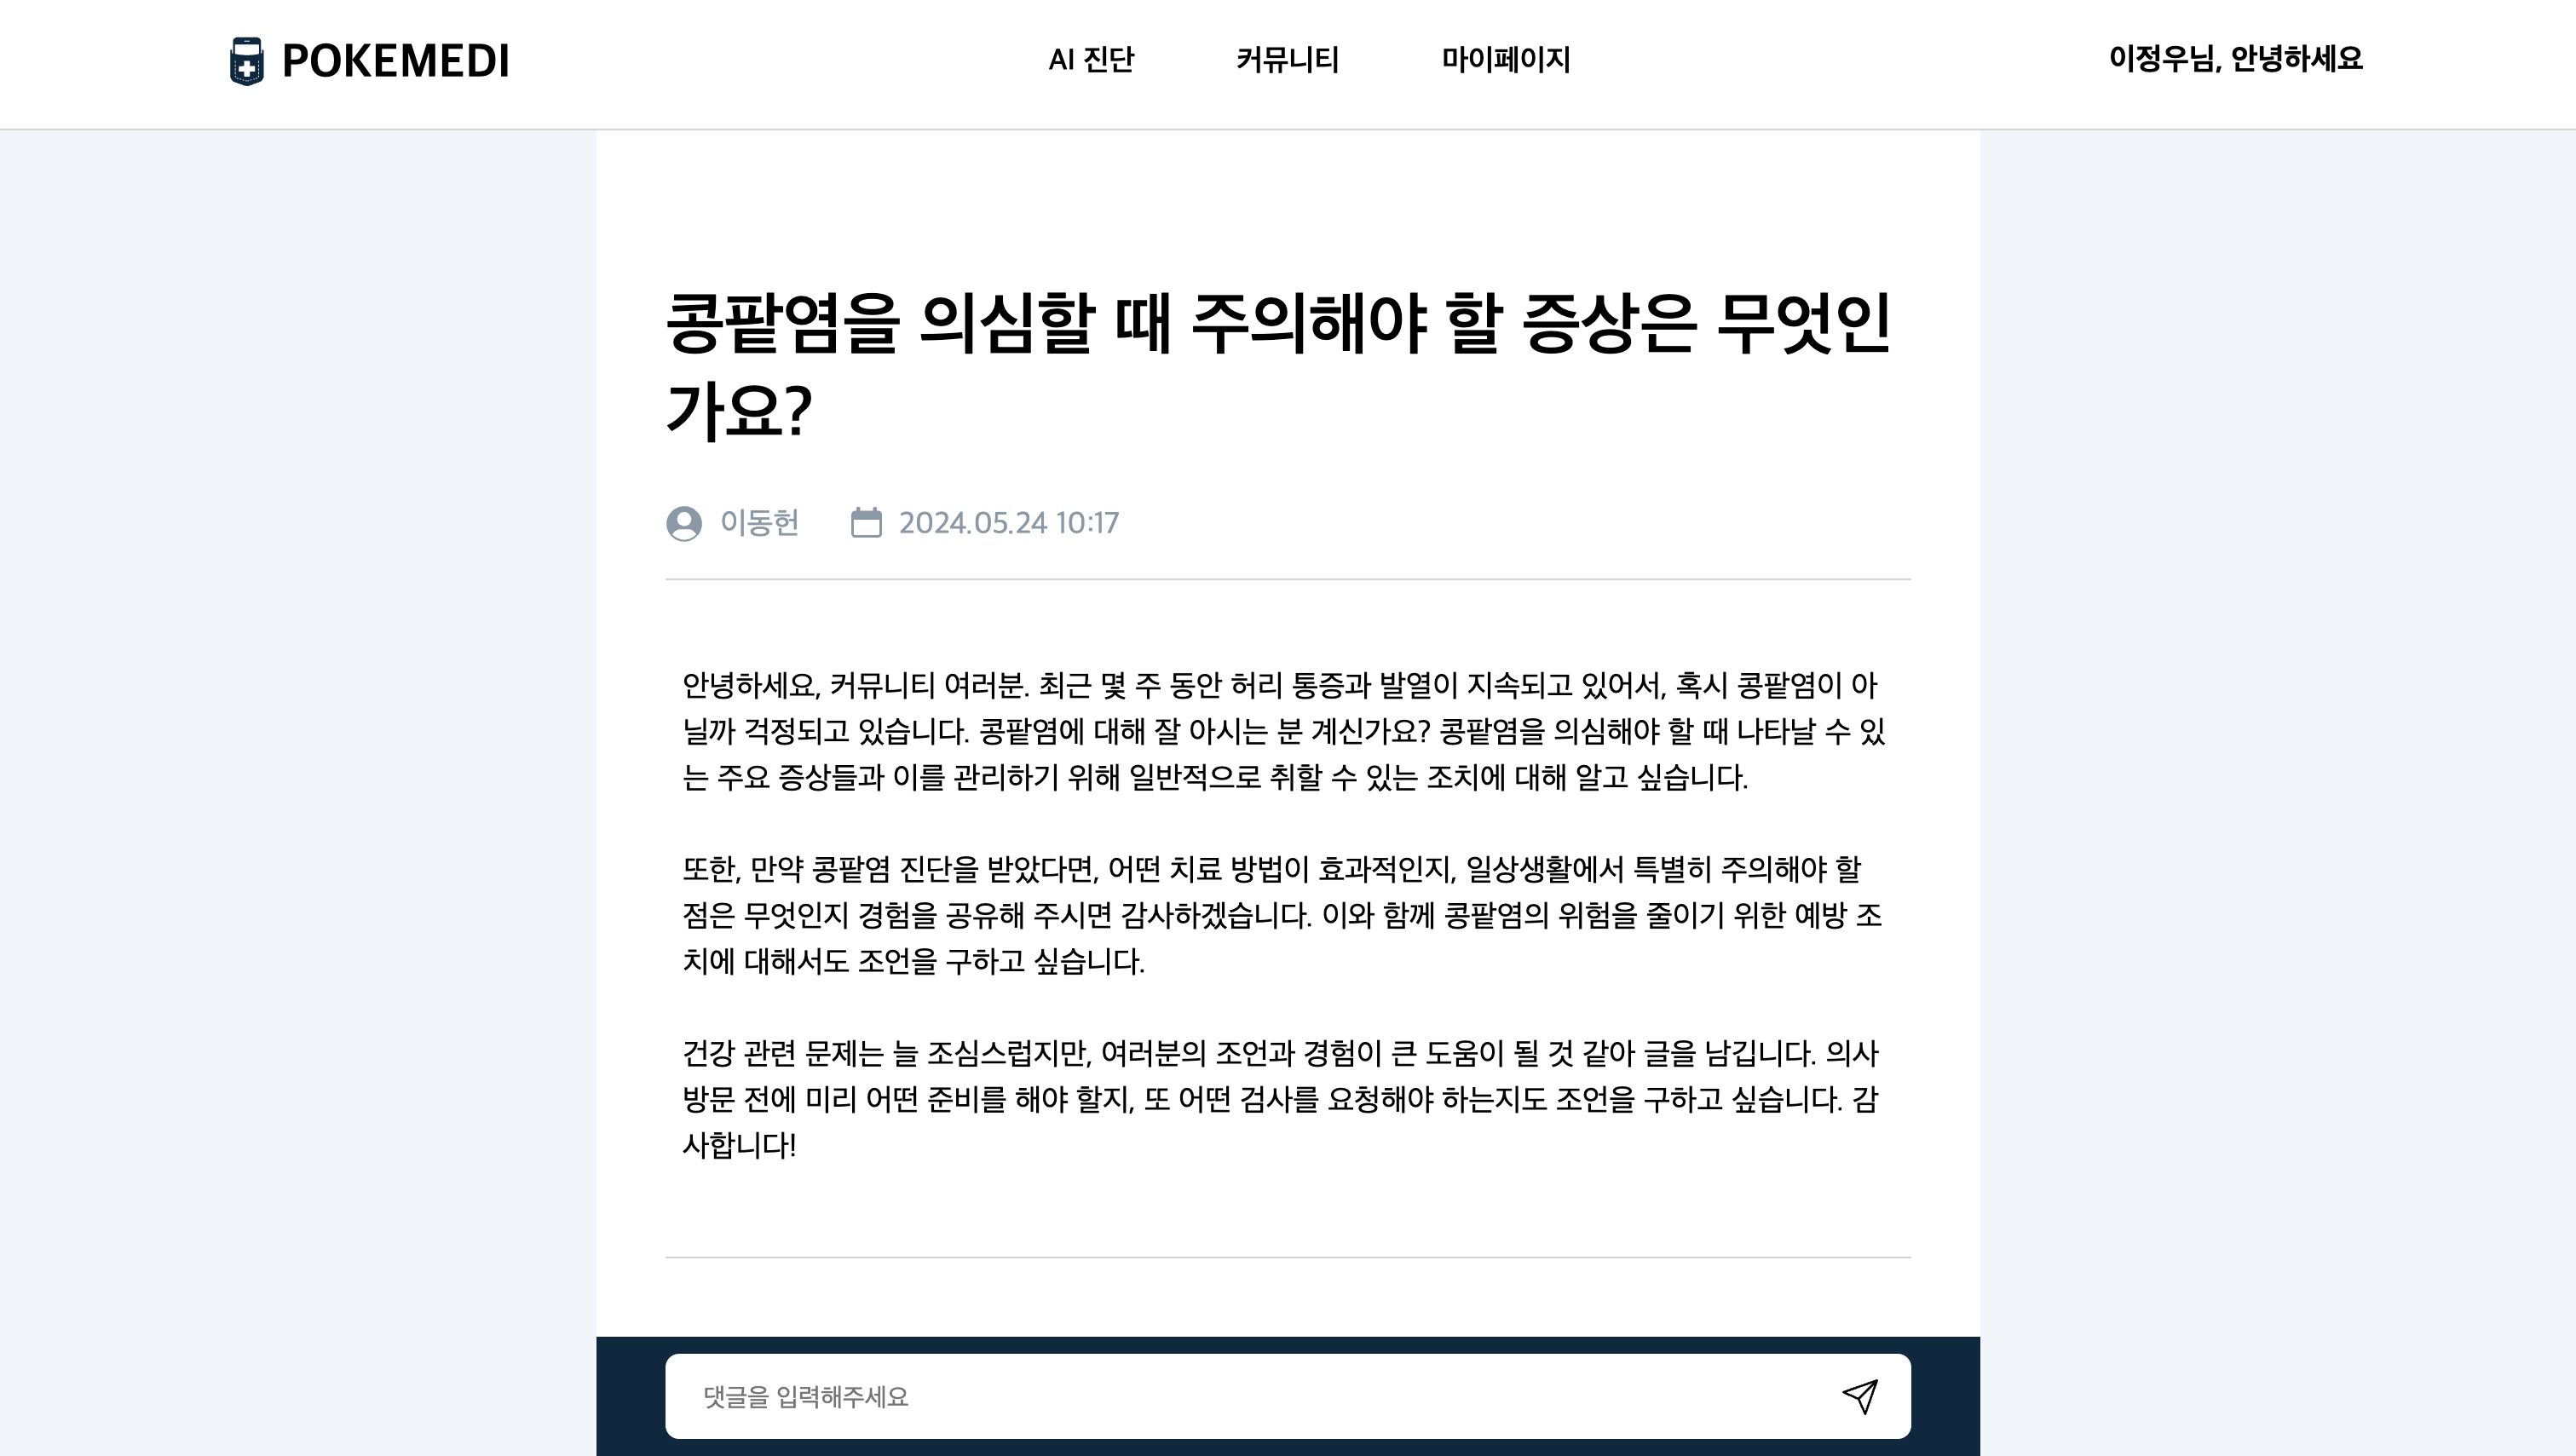 POKEMEDI
AI 진단
커뮤니티
마이페이지
이정우님, 안녕하세요
콩팥염을 의심할 때 주의해야 할 증상은 무엇인
가요?
이동헌
2024.05.24 10:17
안녕하세요, 커뮤니티 여러분. 최근 몇 주 동안 허리 통증과 발열이 지속되고 있어서, 혹시 콩팥염이 아
닐까 걱정되고 있습니다. 콩팥염에 대해 잘 아시는 분 계신가요? 콩팥염을 의심해야 할 때 나타날 수 있
는 주요 증상들과 이를 관리하기 위해 일반적으로 취할 수 있는 조치에 대해 알고 싶습니다.
또한, 만약 콩팥염 진단을 받았다면, 어떤 치료 방법이 효과적인지, 일상생활에서 특별히 주의해야 할
점은 무엇인지 경험을 공유해 주시면 감사하겠습니다. 이와 함께 콩팥염의 위험을 줄이기 위한 예방 조
치에 대해서도 조언을 구하고 싶습니다.
건강 관련 문제는 늘 조심스럽지만, 여러분의 조언과 경험이 큰 도움이 될 것 같아 글을 남깁니다. 의사
방문 전에 미리 어떤 준비를 해야 할지, 또 어떤 검사를 요청해야 하는지도 조언을 구하고 싶습니다. 감
사합니다!
댓글을 입력해주세요